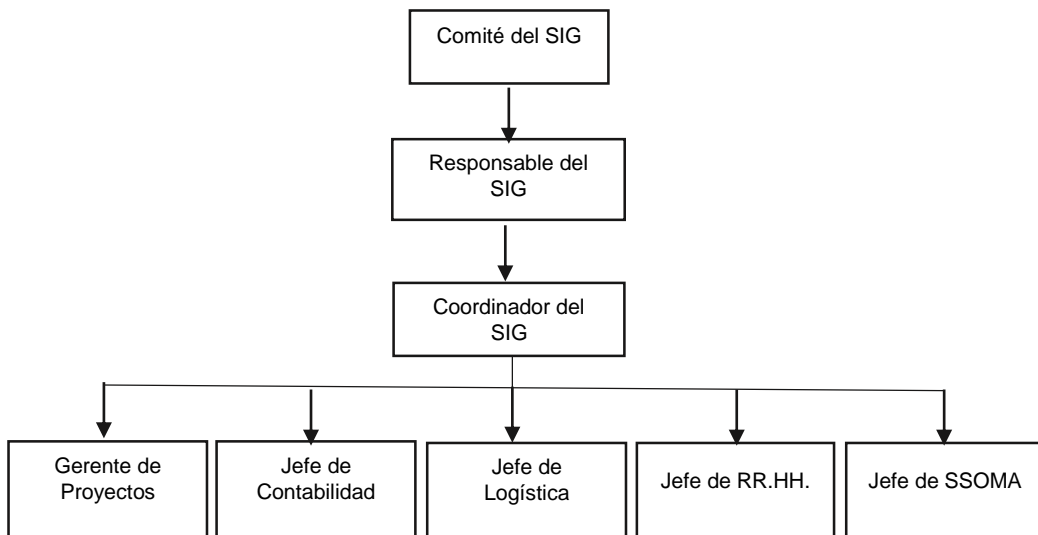 Comité del SIG
Responsable del
SIG
Coordinador del
SIG
Gerente de
Proyectos
Jefe de
Contabilidad
Jefe de
Logística
Jefe de RR.HH.
Jefe de SSOMA